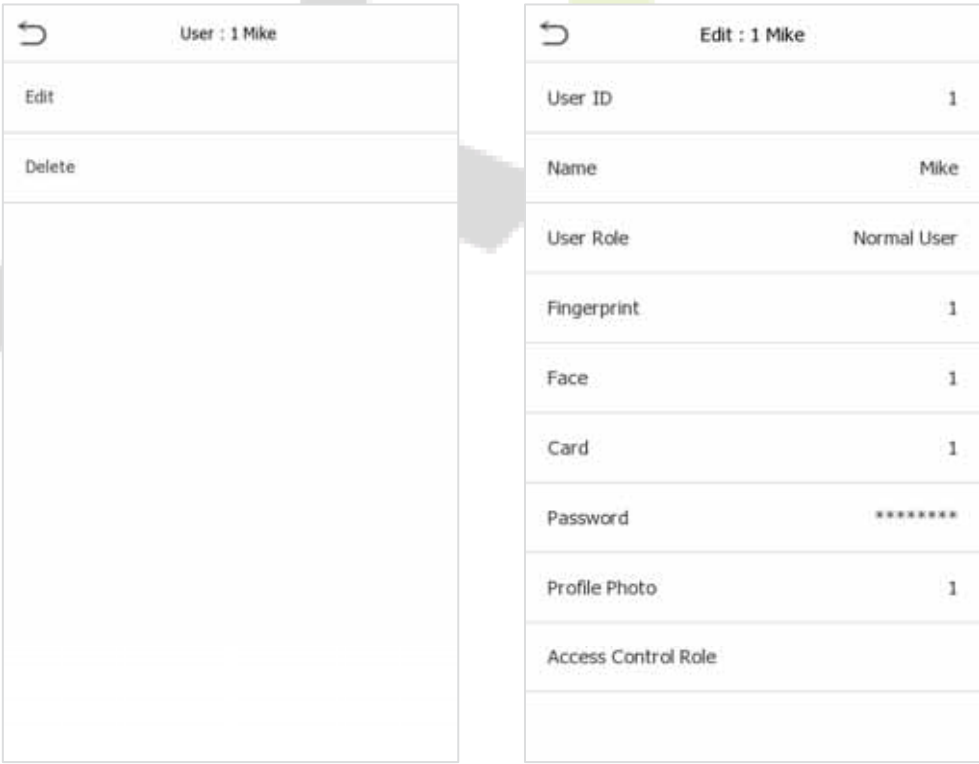 User : 1 Mike
Edit
Delete
Edit : 1 Mike
User ID 1
Name Mike
User Role Normal User
Fingerprint 1
Face 1
Card 1
Password ********
Profile Photo 1
Access Control Role